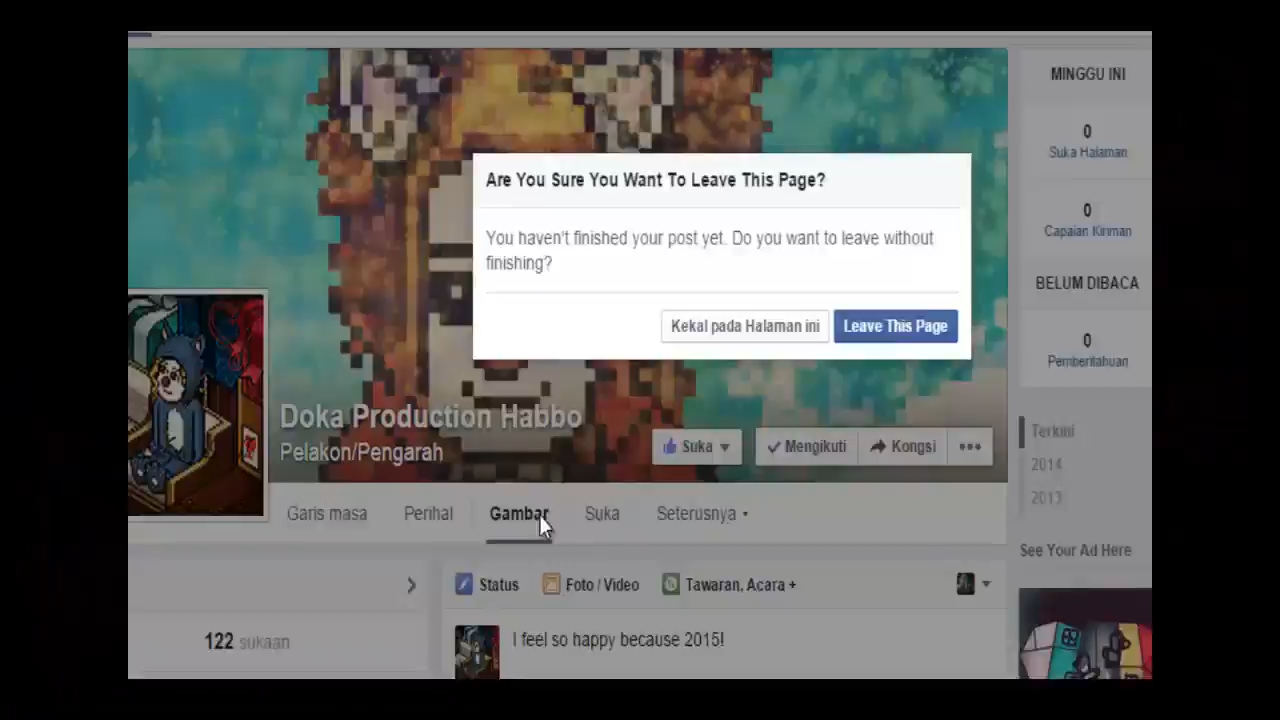 MINGGU INI
0
Suka Halaman
0
Capaian Kiriman
BELUM DIBACA
0
Pemberitahuan
Are You Sure You Want To Leave This Page?
You haven't finished your post yet. Do you want to leave without
finishing?
Kekal pada Halaman ini
Leave This Page
Doka Production Habbo
Pelakon/Pengarah
Suka
Mengikuti
Kongsi
Terkini
2014
2013
See Your Ad Here
Garis masa
Perihal
Gambar
Suka
Seterusnya
Status
Foto / Video
Tawaran, Acara +
122 sukaan
I feel so happy because 2015!